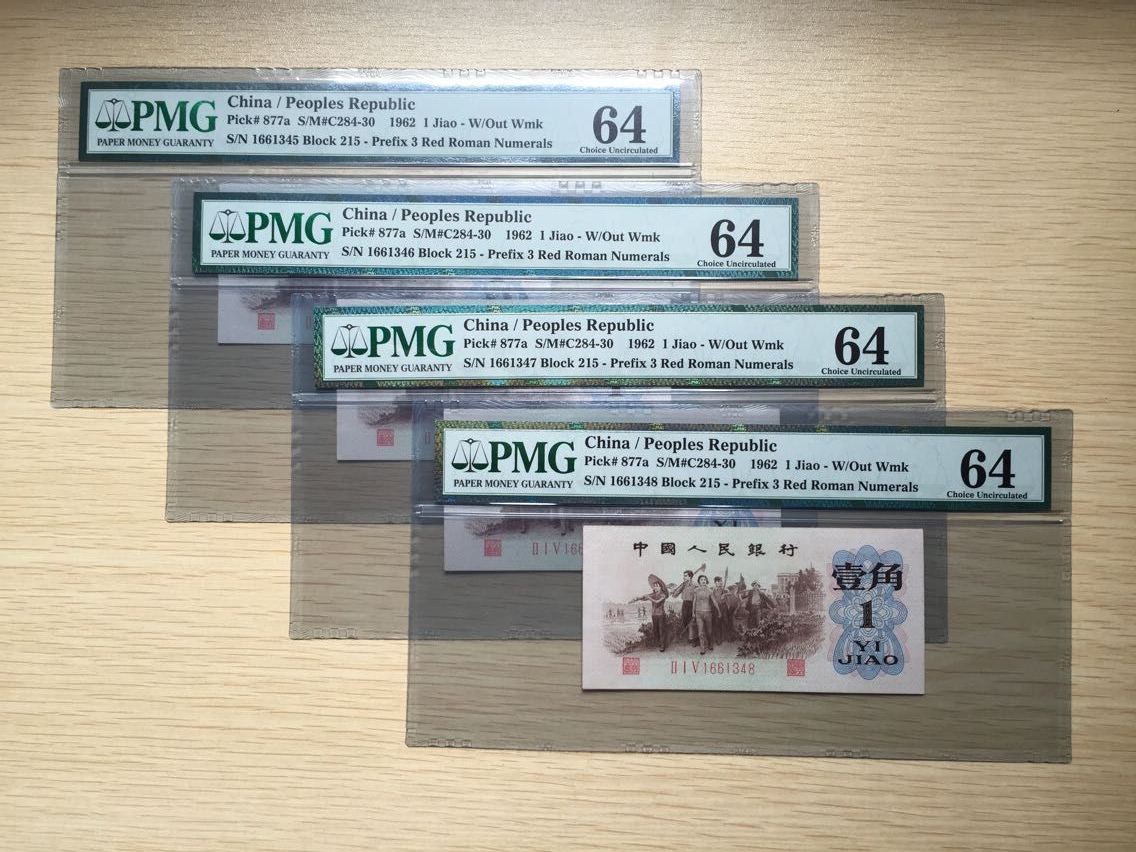 PMG
PAPER MONEY GUARANTY
China / Peoples Republic
Pick# 877a S/M#C284-30 1962 1 Jiao - W/Out Wmk
S/N 1661345 Block 215 - Prefix 3 Red Roman Numerals
64
Choice Uncirculated
PMG
PAPER MONEY GUARANTY
China / Peoples Republic
Pick# 877a S/M#C284-30 1962 1 Jiao - W/Out Wmk
S/N 1661346 Block 215 - Prefix 3 Red Roman Numerals
64
Choice Uncirculated
PMG
PAPER MONEY GUARANTY
China / Peoples Republic
Pick# 877a S/M#C284-30 1962 1 Jiao - W/Out Wmk
S/N 1661347 Block 215 - Prefix 3 Red Roman Numerals
64
Choice Uncirculated
PMG
PAPER MONEY GUARANTY
China / Peoples Republic
Pick# 877a S/M#C284-30 1962 1 Jiao - W/Out Wmk
S/N 1661348 Block 215 - Prefix 3 Red Roman Numerals
64
Choice Uncirculated
YI
II I V 166
中國人民銀行
壹角
1
YI
JIAO
II I V 1661348